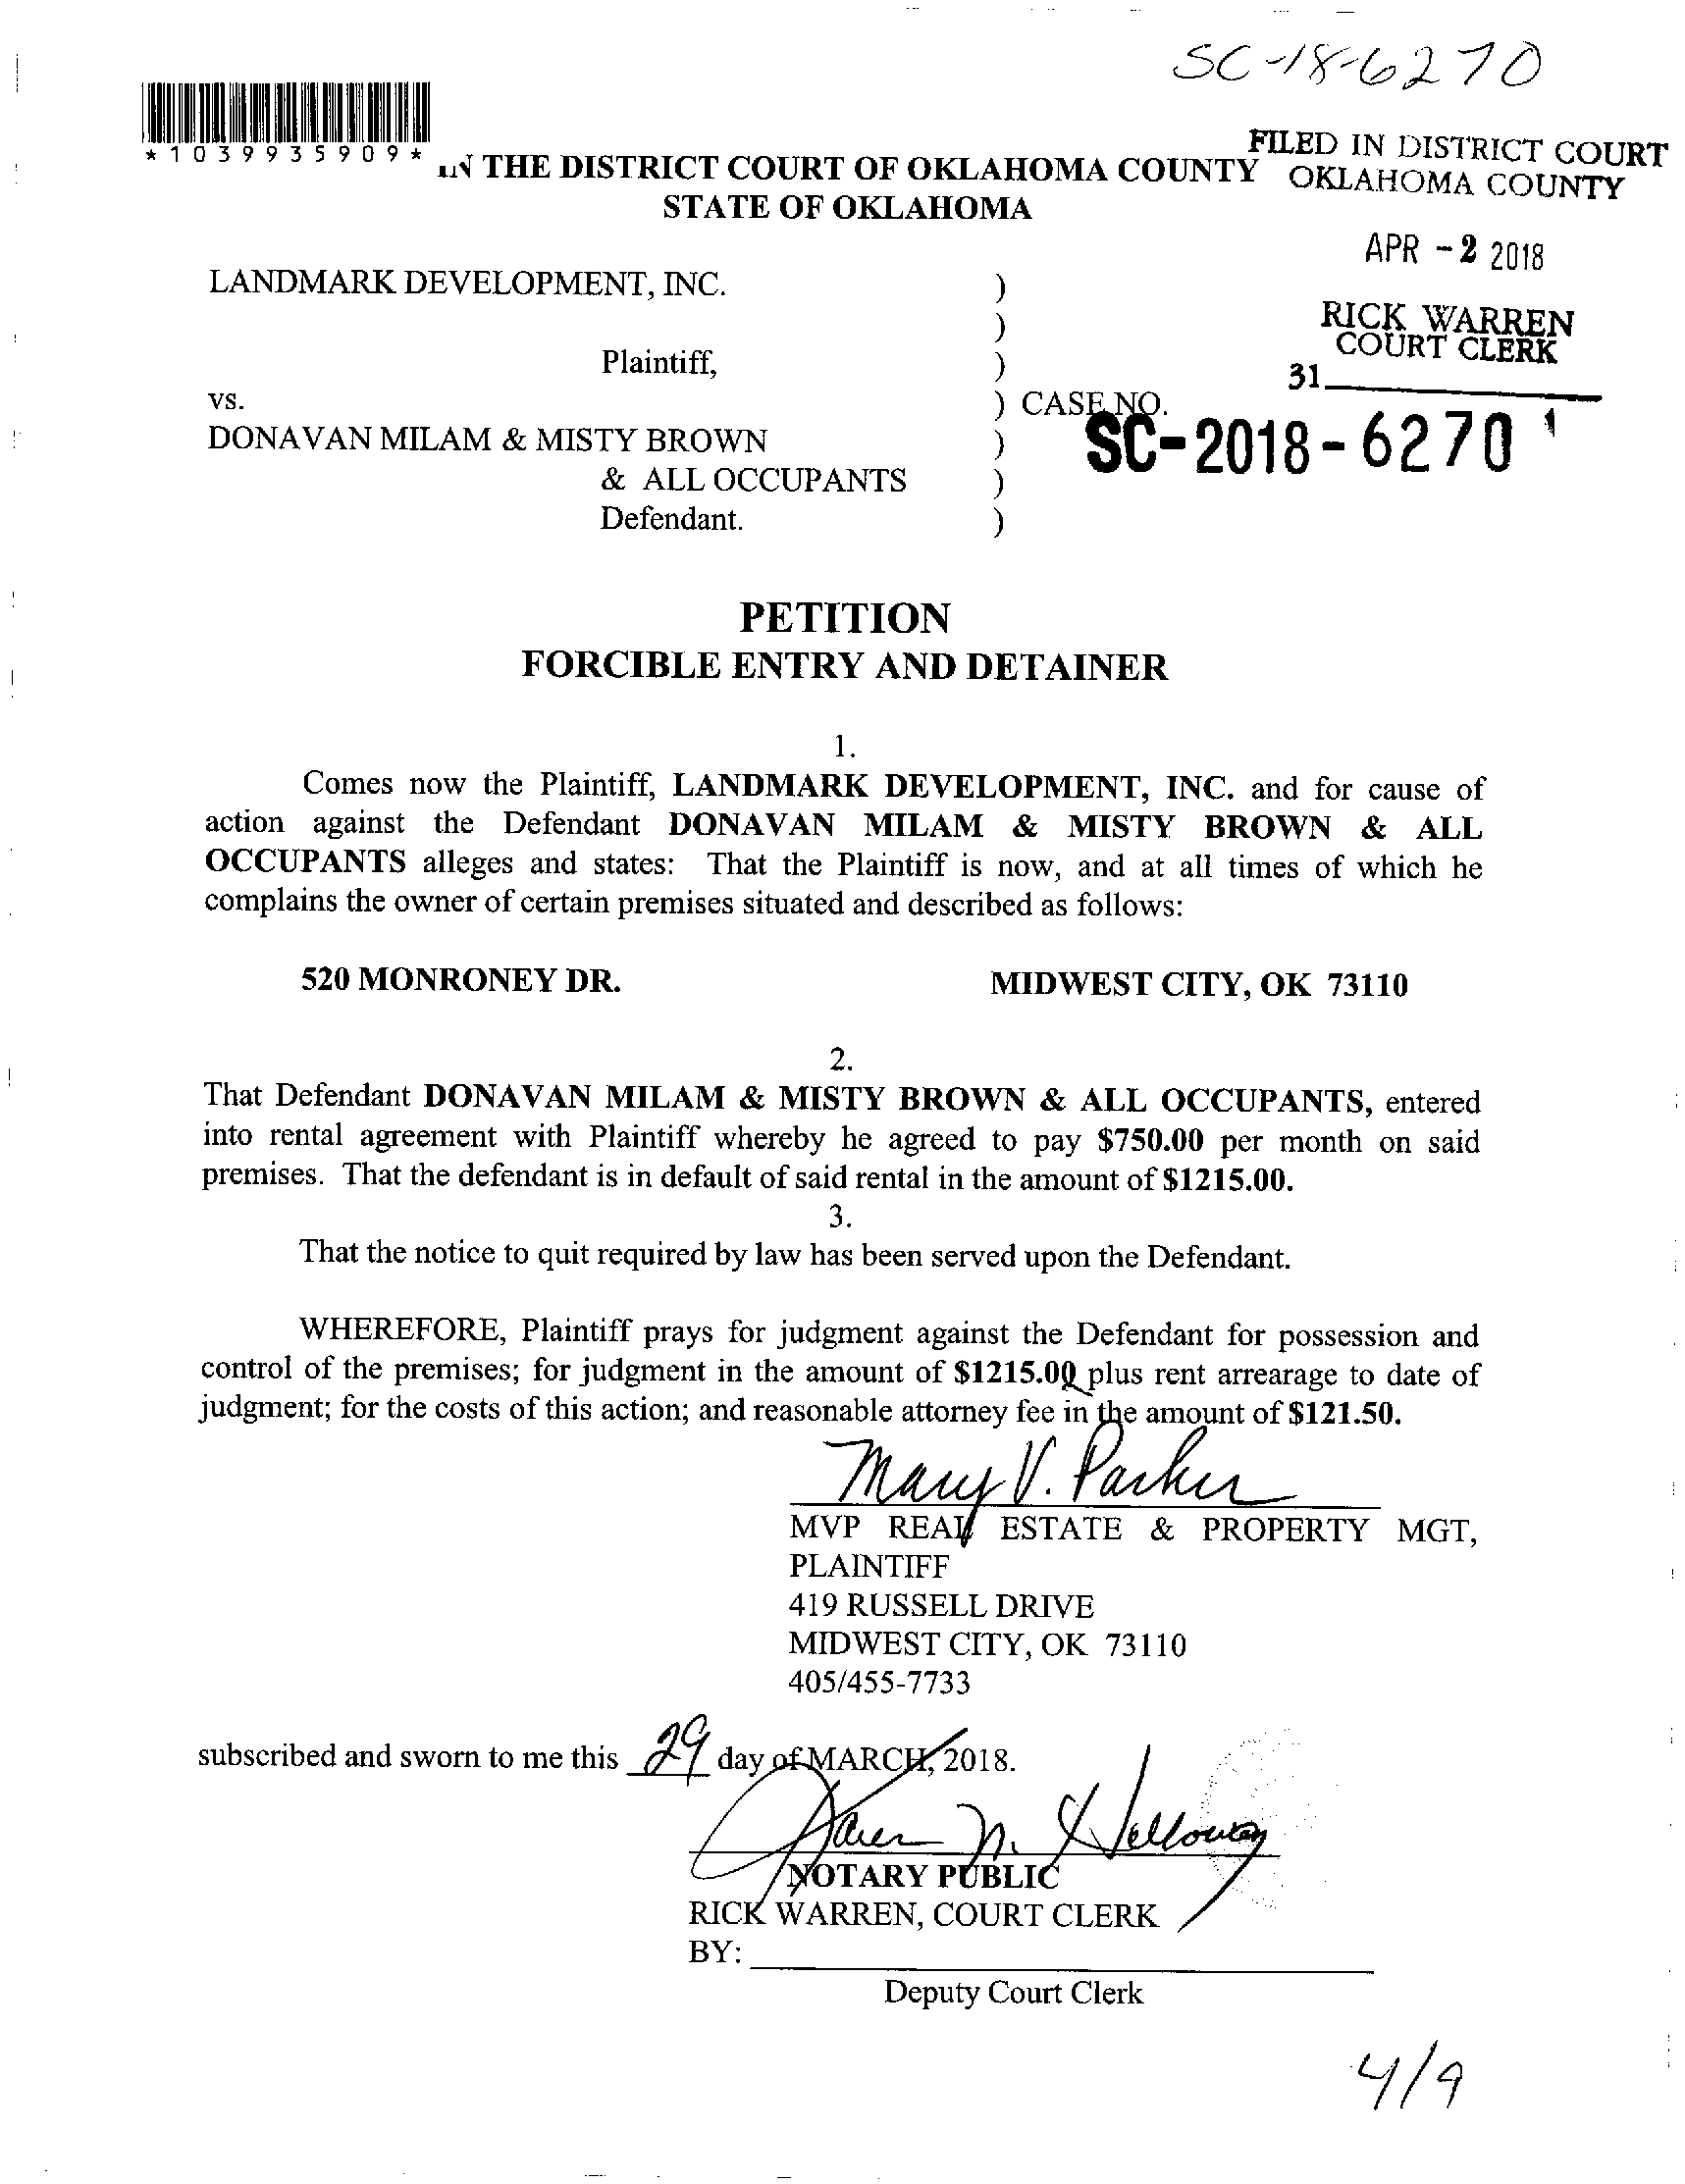 SC-18-6270
*1039935909*
FILED IN DISTRICT COURT
OKLAHOMA COUNTY
IN THE DISTRICT COURT OF OKLAHOMA COUNTY
STATE OF OKLAHOMA
APR -2 2018
RICK WARREN
COURT CLERK
31
LANDMARK DEVELOPMENT, INC. )
)
Plaintiff, )
vs. ) CASE NO.
SC-2018-6270
DONAVAN MILAM & MISTY BROWN )
& ALL OCCUPANTS )
Defendant. )
PETITION
FORCIBLE ENTRY AND DETAINER
1.
Comes now the Plaintiff, LANDMARK DEVELOPMENT, INC. and for cause of
action against the Defendant DONAVAN MILAM & MISTY BROWN & ALL
OCCUPANTS alleges and states: That the Plaintiff is now, and at all times of which he
complains the owner of certain premises situated and described as follows:
520 MONRONEY DR. MIDWEST CITY, OK 73110
2.
That Defendant DONAVAN MILAM & MISTY BROWN & ALL OCCUPANTS, entered
into rental agreement with Plaintiff whereby he agreed to pay $750.00 per month on said
premises. That the defendant is in default of said rental in the amount of $1215.00.
3.
That the notice to quit required by law has been served upon the Defendant.
WHEREFORE, Plaintiff prays for judgment against the Defendant for possession and
control of the premises; for judgment in the amount of $1215.00 plus rent arrearage to date of
judgment; for the costs of this action; and reasonable attorney fee in the amount of $121.50.
Mary V. Parker
MVP REAL ESTATE & PROPERTY MGT,
PLAINTIFF
419 RUSSELL DRIVE
MIDWEST CITY, OK 73110
405/455-7733
subscribed and sworn to me this 29 day of MARCH, 2018.
Karen M. Holloway
NOTARY PUBLIC
RICK WARREN, COURT CLERK
BY:
Deputy Court Clerk
4/9